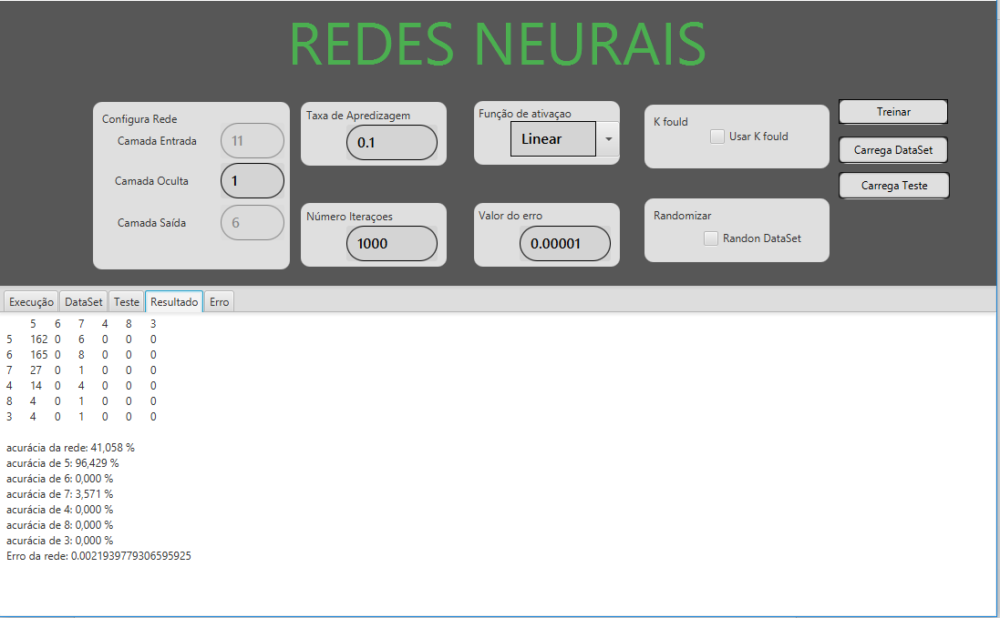 REDES NEURAIS
Configura Rede
Camada Entrada 11
Camada Oculta 1
Camada Saída 6
Taxa de Apredizagem
0.1
Número Iteraçoes
1000
Função de ativaçao
Linear
Valor do erro
0.00001
K fould
Usar K fould
Randomizar
Randon DataSet
Treinar
Carrega DataSet
Carrega Teste
Execução DataSet Teste Resultado Erro
5 6 7 4 8 3
5 162 0 6 0 0 0
6 165 0 8 0 0 0
7 27 0 1 0 0 0
4 14 0 4 0 0 0
8 4 0 1 0 0 0
3 4 0 1 0 0 0
acurácia da rede: 41,058 %
acurácia de 5: 96,429 %
acurácia de 6: 0,000 %
acurácia de 7: 3,571 %
acurácia de 4: 0,000 %
acurácia de 8: 0,000 %
acurácia de 3: 0,000 %
Erro da rede: 0.0021939779306595925